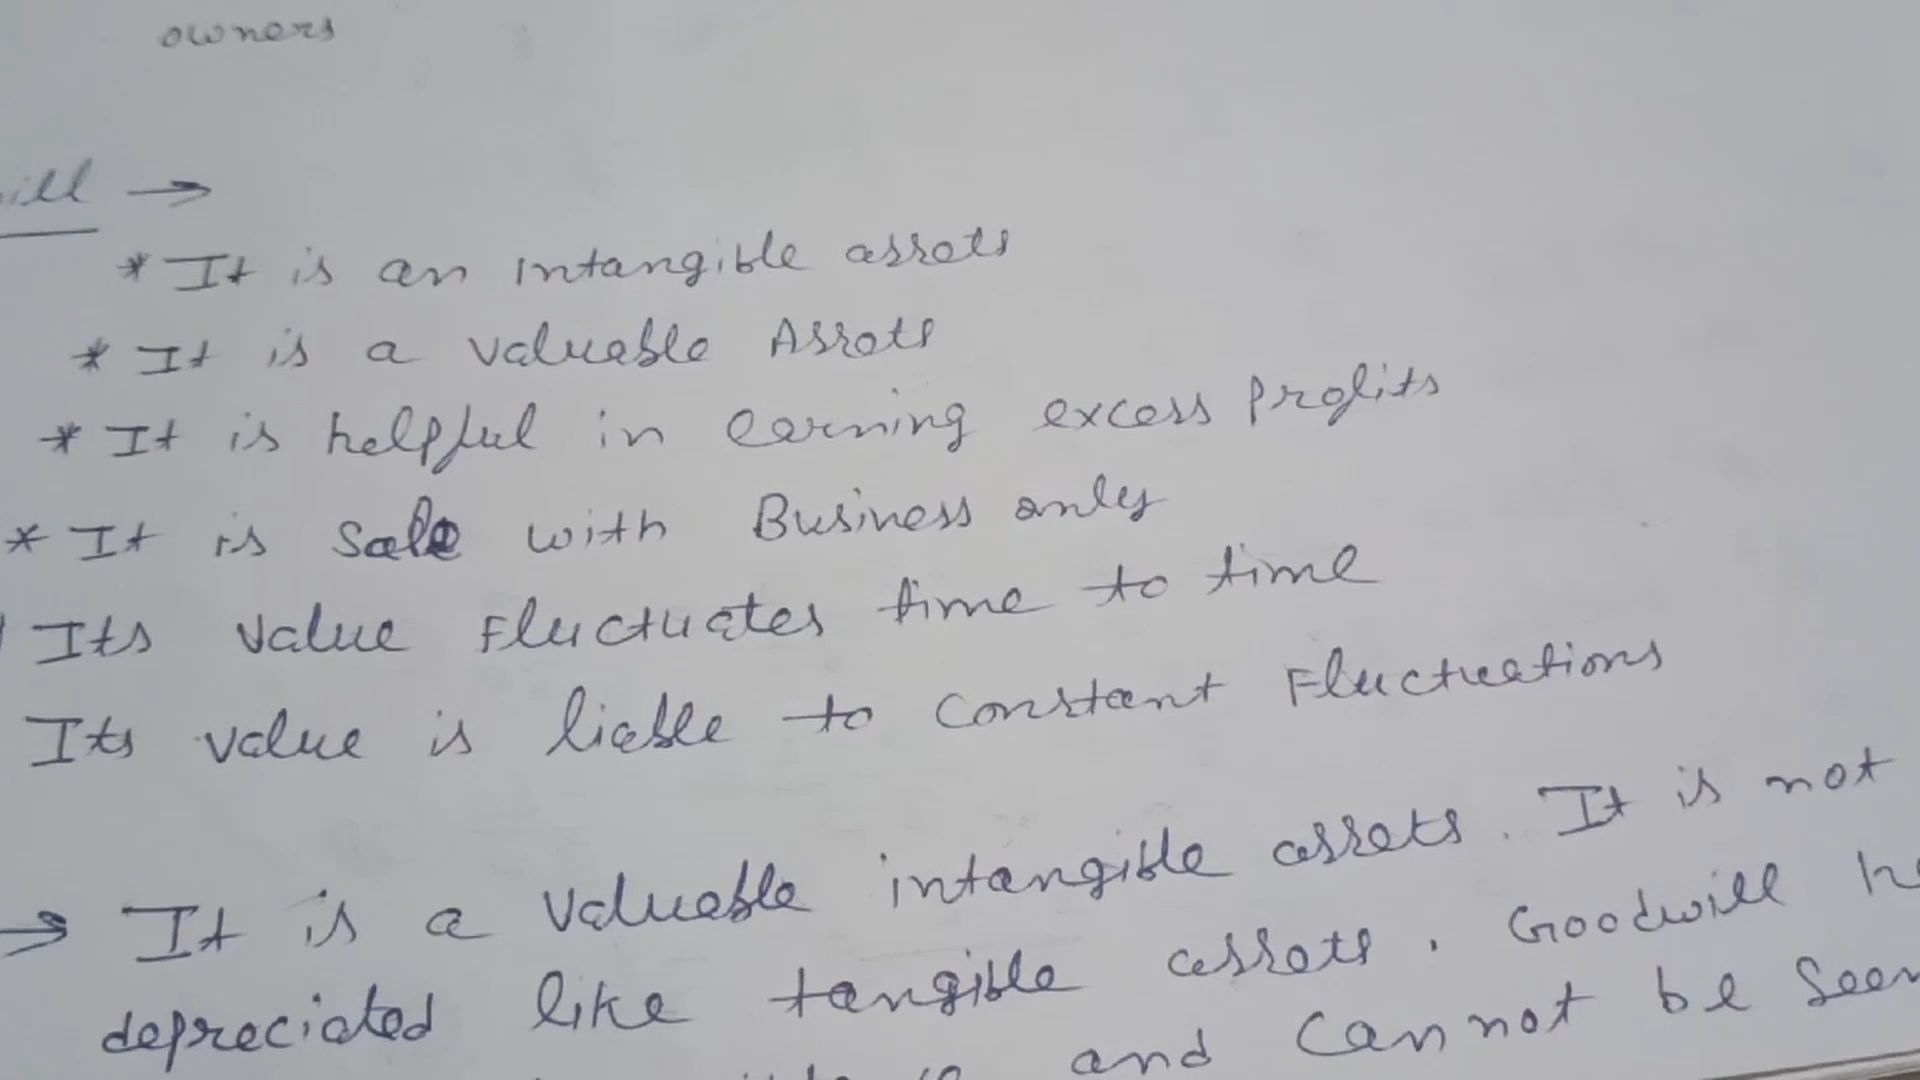 owners
ill →
* It is an Intangible assets
* It is a valuable Assets
* It is helpful in earning excess profits
* It is Sale with Business only
Its value Fluctuates time to time
Its value is liable to constant Fluctuations
→ It is a valuable intangible assets. It is not
depreciated like tangible assets. Goodwill
and cannot be seen